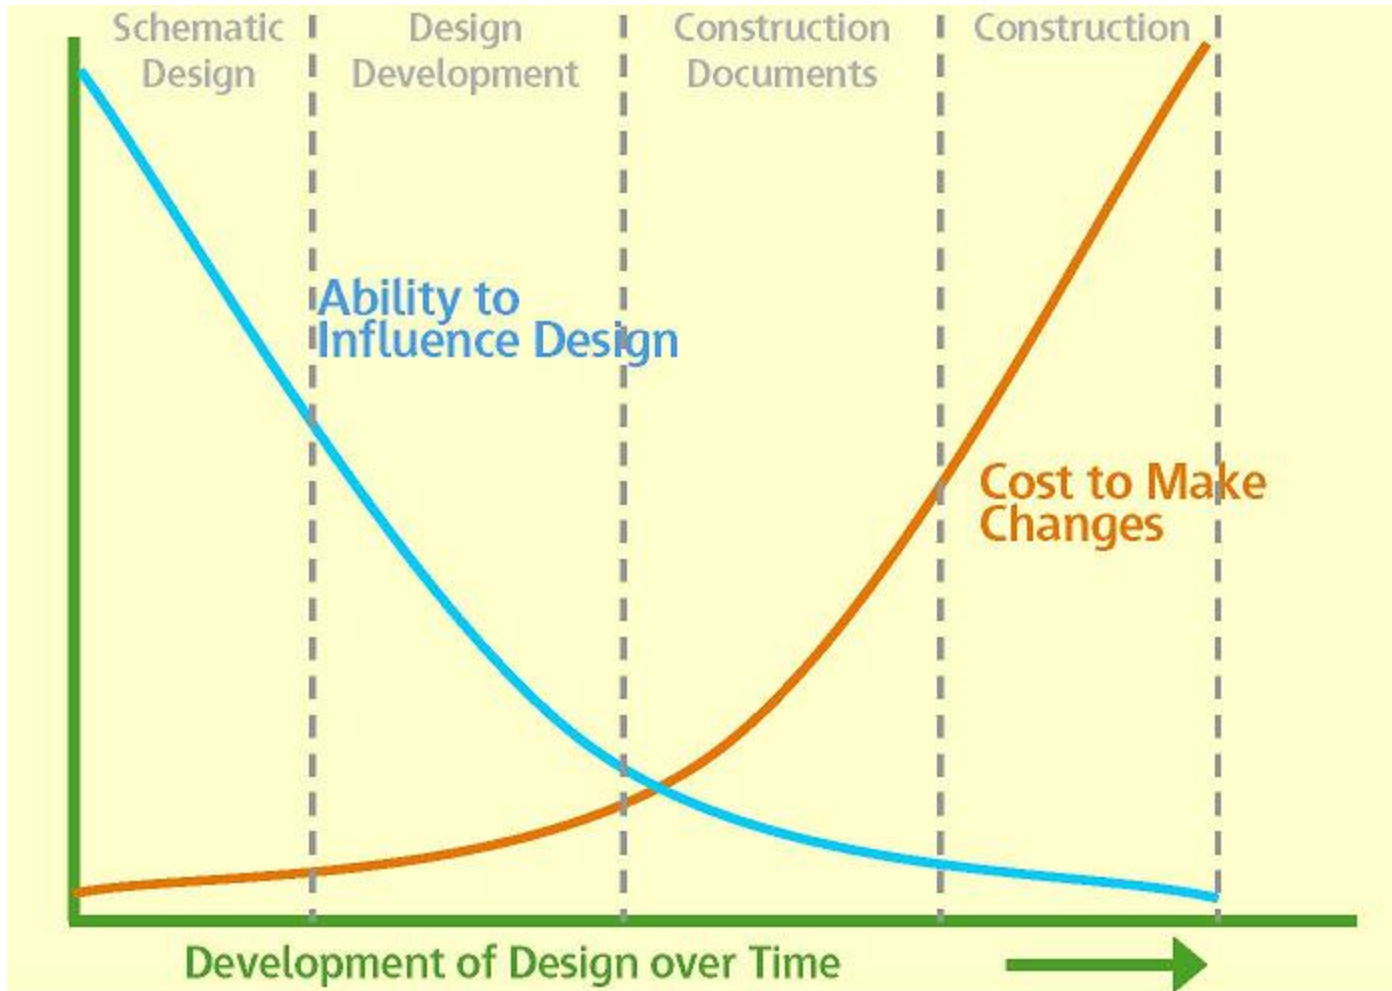 Schematic
Design
Design
Development
Construction
Documents
Construction
Ability to
Influence Design
Cost to Make
Changes
Development of Design over Time